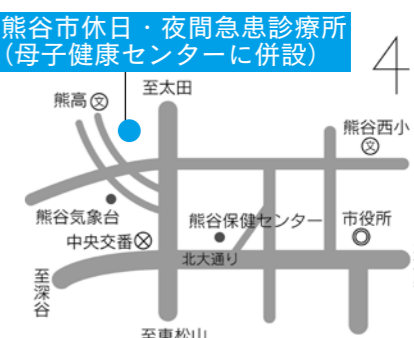 熊谷市休日・夜間急患診療所
(母子健康センターに併設)
至太田
熊高
文
熊谷西小
文
熊谷気象台
熊谷保健センター
市役所
中央交番
北大通り
至深谷
至東松山